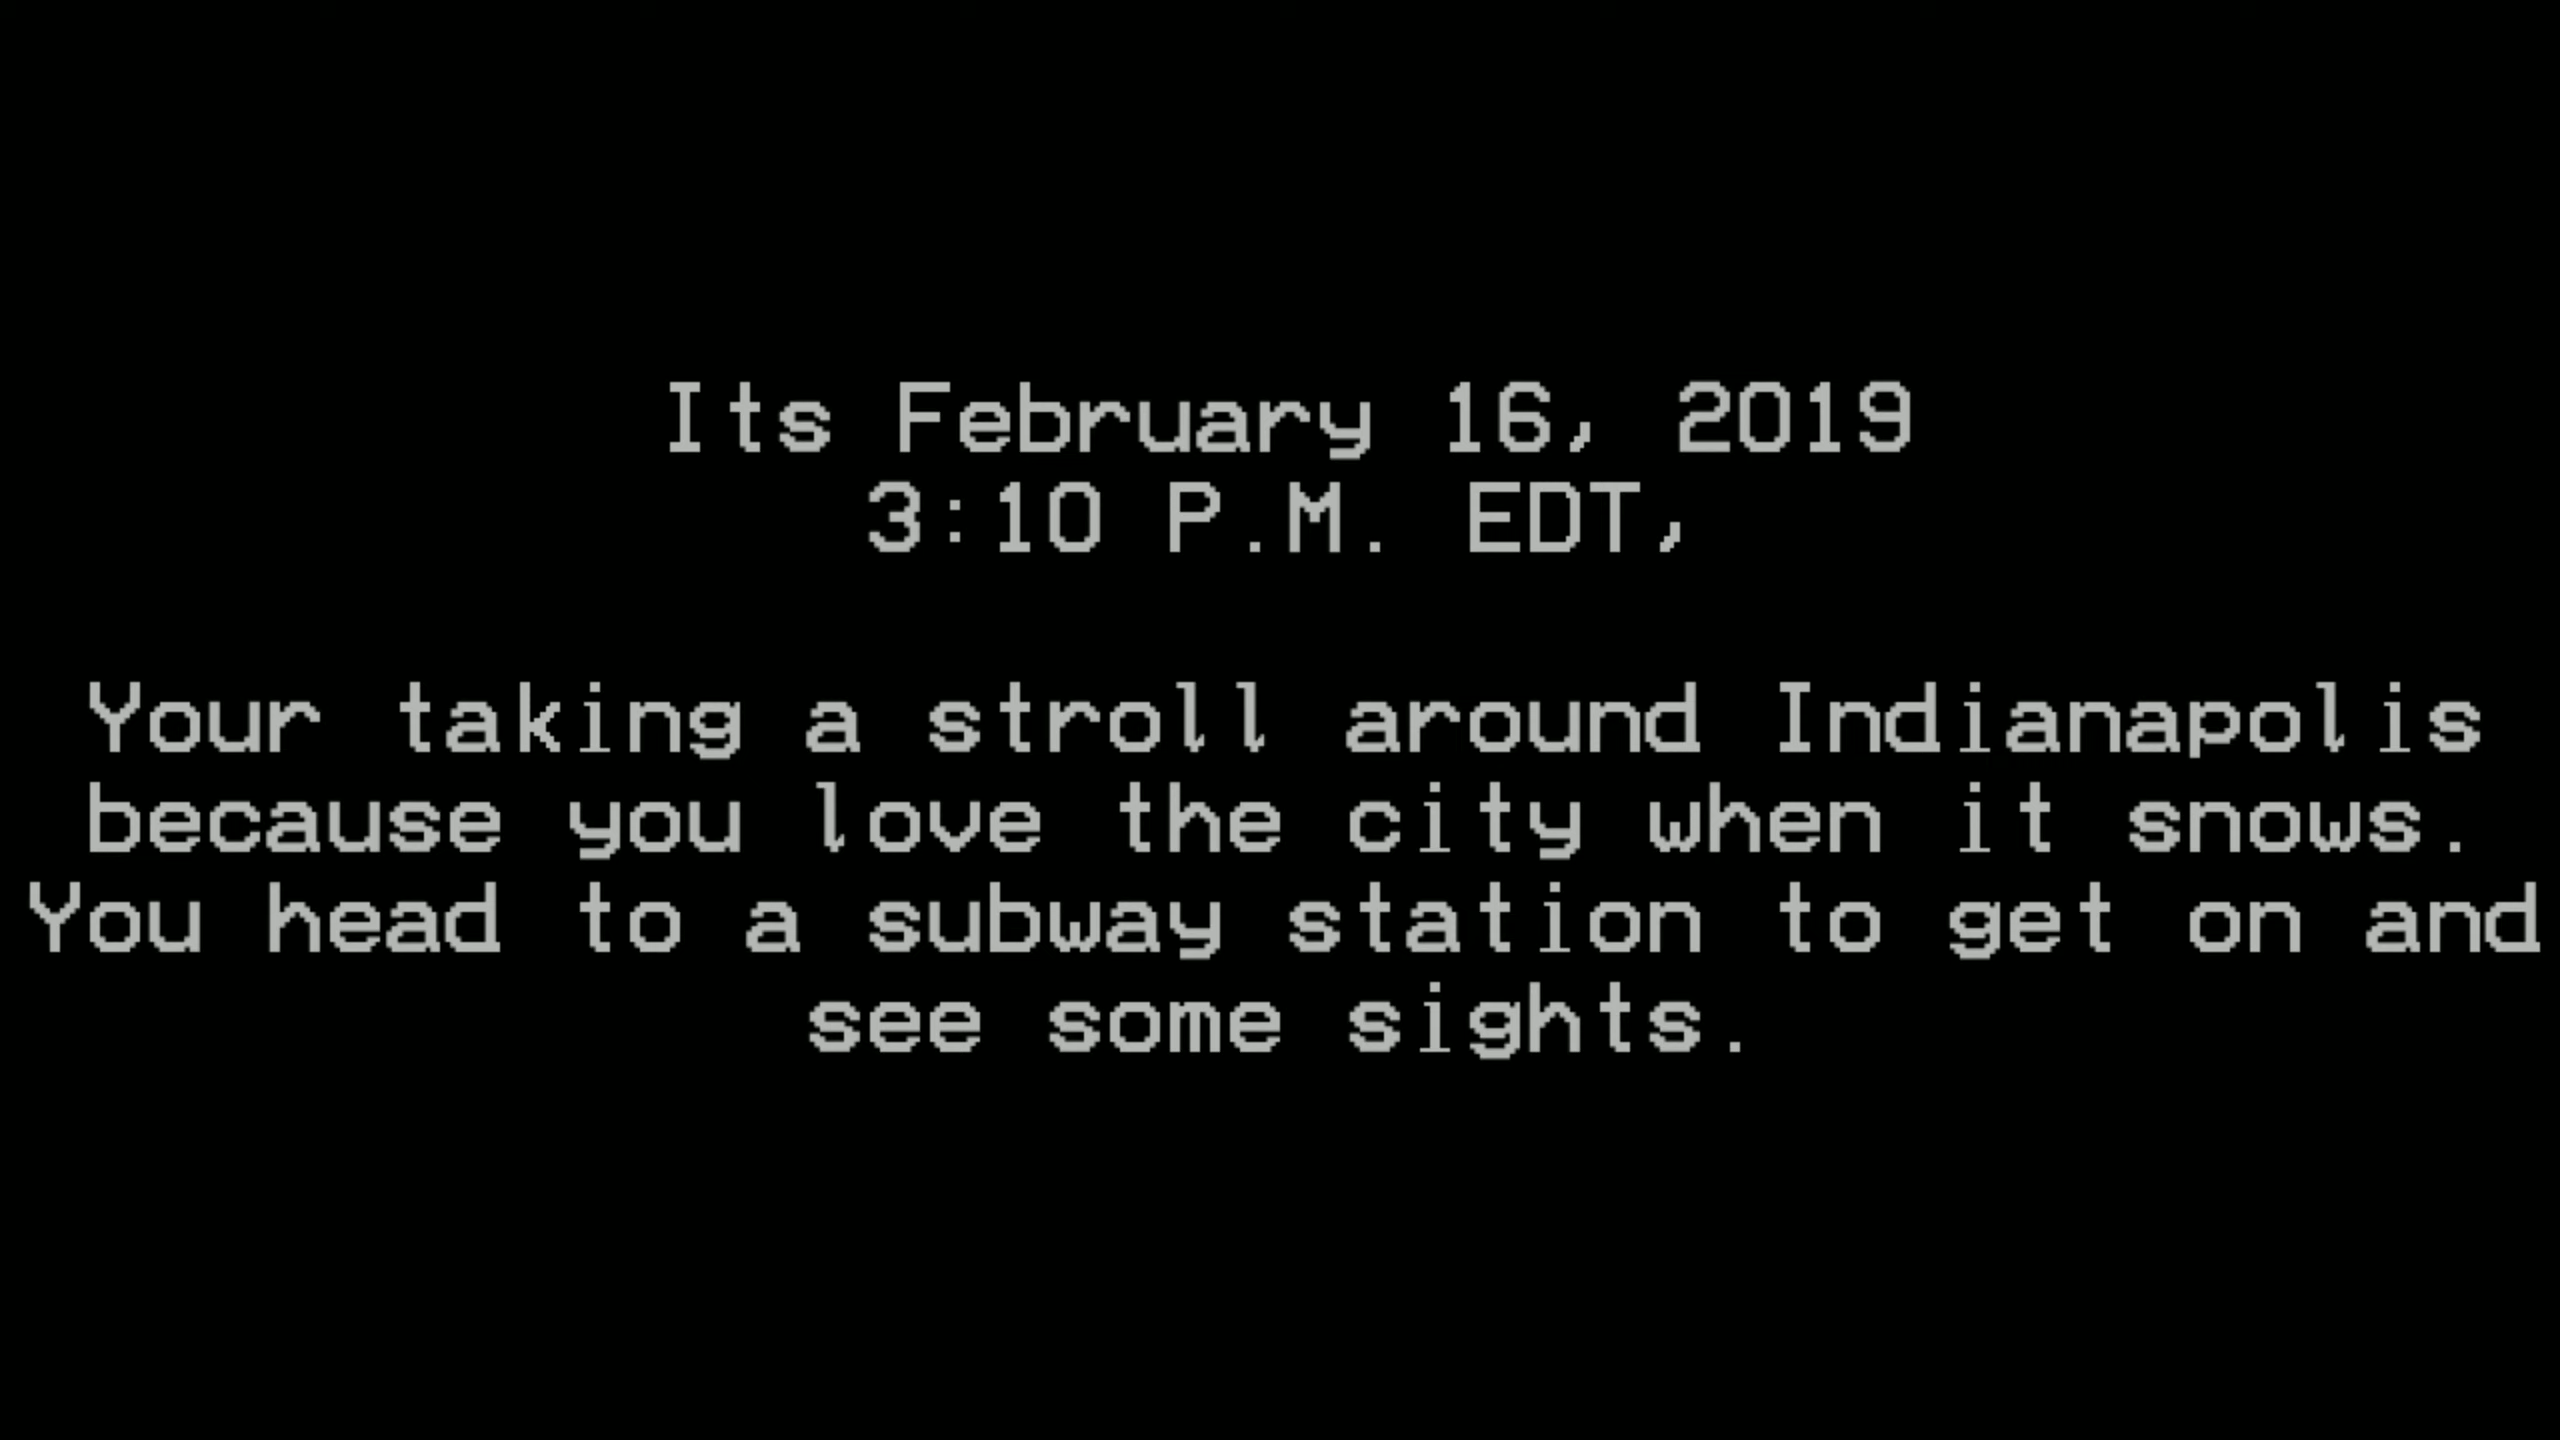 Its February 16, 2019
3:10 P.M. EDT,
Your taking a stroll around Indianapolis
because you love the city when it snows.
You head to a subway station to get on and
see some sights.